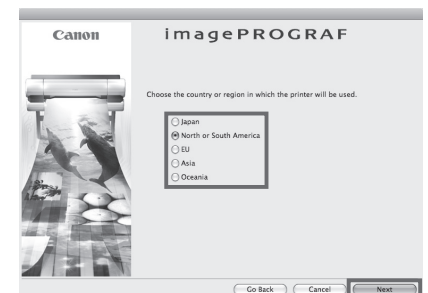 Canon
imagePROGRAF
Choose the country or region in which the printer will be used.
Japan
North or South America
EU
Asia
Oceania
Go Back
Cancel
Next